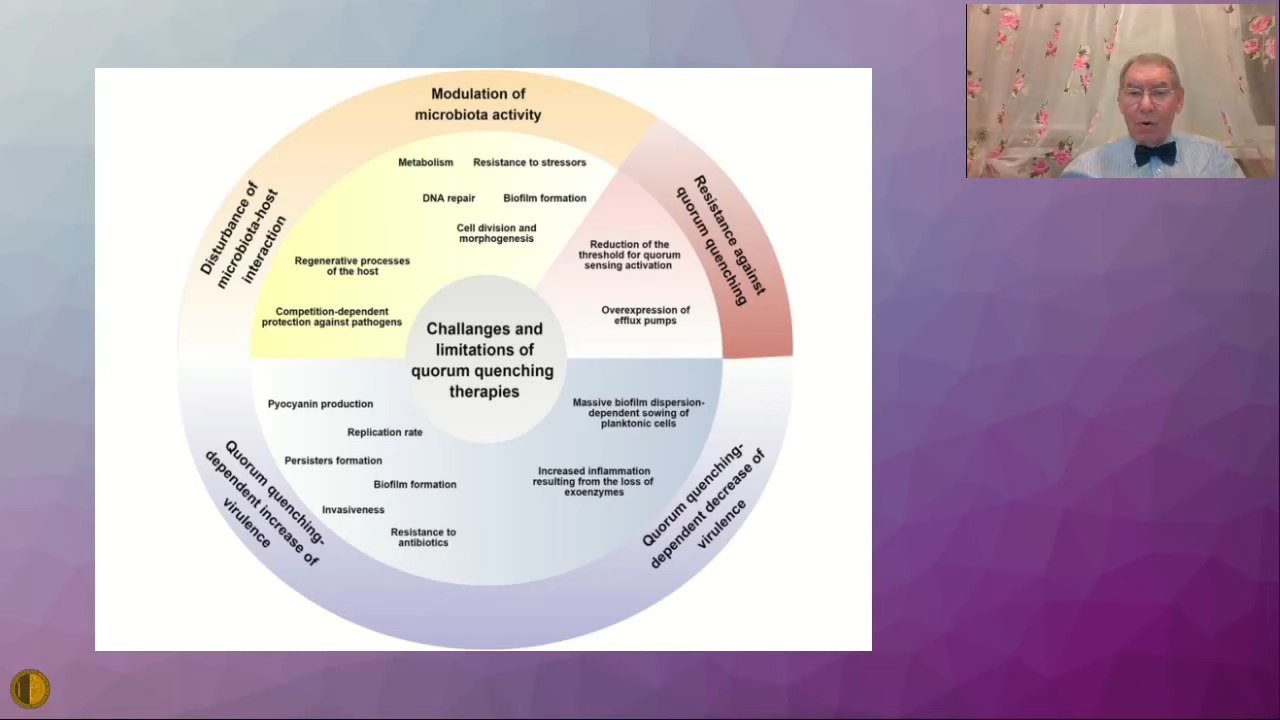 Modulation of
microbiota activity
Metabolism
Resistance to stressors
DNA repair
Biofilm formation
Cell division and
morphogenesis
Disturbance of
microbiota-host
interaction
Regenerative processes
of the host
Competition-dependent
protection against pathogens
Resistance against
quorum quenching
Reduction of the
threshold for quorum
sensing activation
Overexpression of
efflux pumps
Challanges and
limitations of
quorum quenching
therapies
Pyocyanin production
Replication rate
Persisters formation
Biofilm formation
Invasiveness
Resistance to
antibiotics
Quorum quenching-
dependent increase of
virulence
Massive biofilm dispersion-
dependent sowing of
planktonic cells
Increased inflammation
resulting from the loss of
exoenzymes
Quorum quenching-
dependent decrease of
virulence